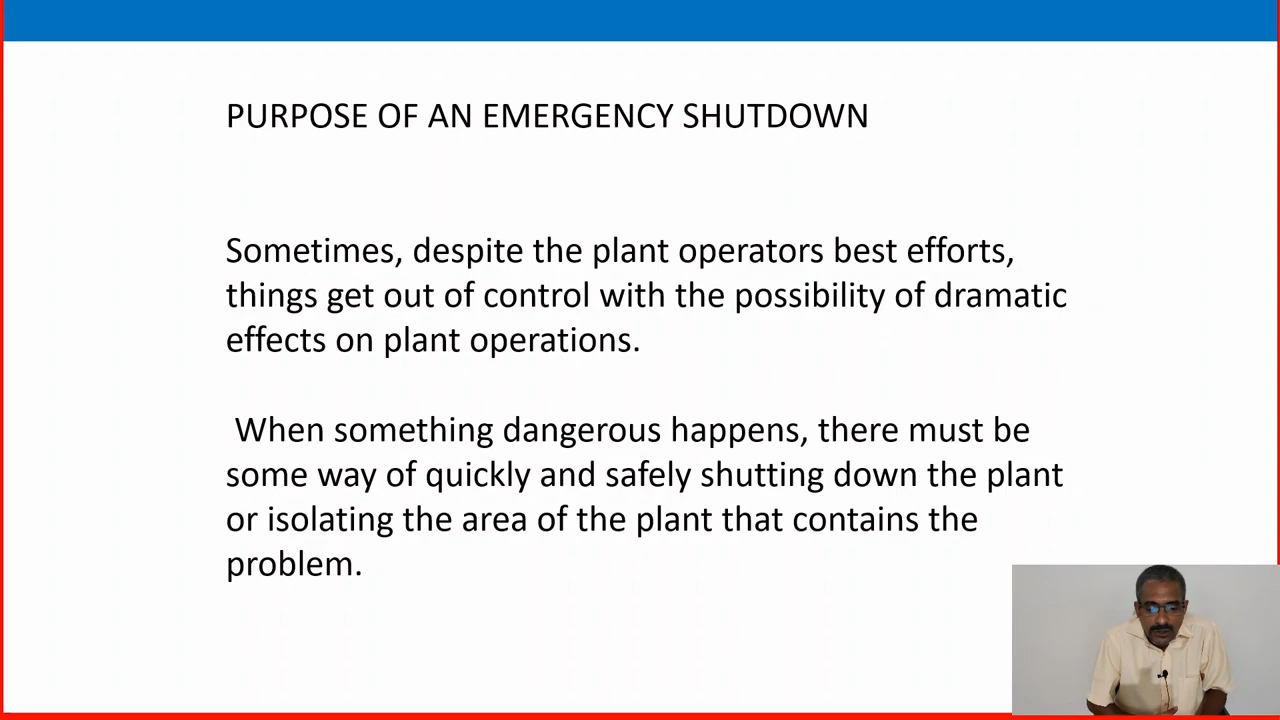 PURPOSE OF AN EMERGENCY SHUTDOWN
Sometimes, despite the plant operators best efforts,
things get out of control with the possibility of dramatic
effects on plant operations.
When something dangerous happens, there must be
some way of quickly and safely shutting down the plant
or isolating the area of the plant that contains the
problem.